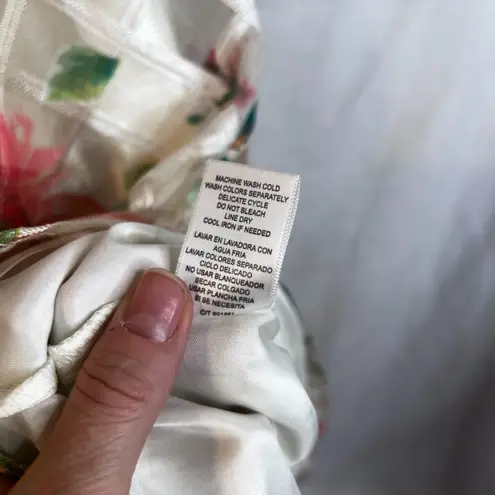 MACHINE WASH COLD
WASH COLORS SEPARATELY
DELICATE CYCLE
DO NOT BLEACH
LINE DRY
COOL IRON IF NEEDED
LAVAR EN LAVADORA CON
AGUA FRIA
LAVAR COLORES SEPARADO
CICLO DELICADO
NO USAR BLANQUEADOR
SECAR COLGADO
USAR PLANCHA FRIA
SI SE NECESITA